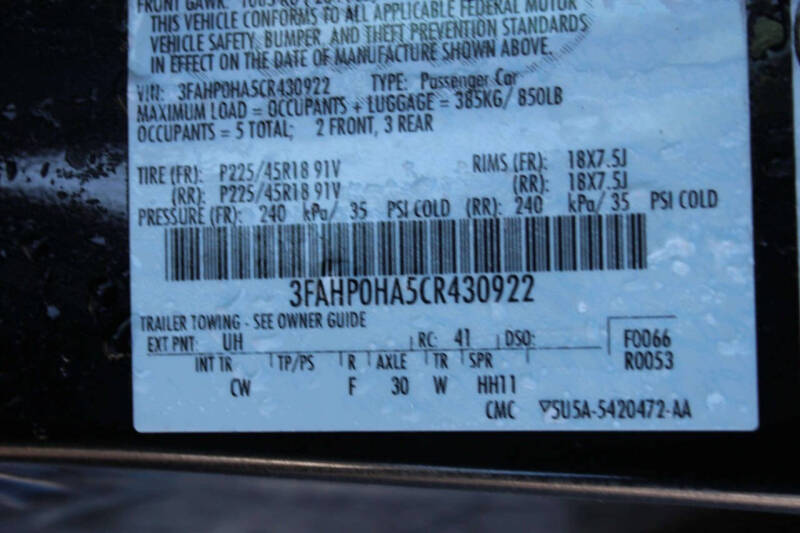 FRONT GAWR:
THIS VEHICLE CONFORMS TO ALL APPLICABLE FEDERAL MOTOR
VEHICLE SAFETY, BUMPER, AND THEFT PREVENTION STANDARDS
IN EFFECT ON THE DATE OF MANUFACTURE SHOWN ABOVE.
VIN: 3FAHP0HA5CR430922 TYPE: Passenger Car
MAXIMUM LOAD = OCCUPANTS + LUGGAGE = 385KG/ 850LB
OCCUPANTS = 5 TOTAL; 2 FRONT, 3 REAR
TIRE (FR): P225/45R18 91V RIMS (FR): 18X7.5J
(RR): P225/45R18 91V (RR): 18X7.5J
PRESSURE (FR): 240 kPa/ 35 PSI COLD (RR): 240 kPa/ 35 PSI COLD
3FAHP0HA5CR430922
TRAILER TOWING - SEE OWNER GUIDE
EXT PNT: UH RC: 41 DSO: F0066
INT TR TP/PS R AXLE TR SPR R0053
CW F 30 W HH11
CMC ▽5U5A-5420472-AA